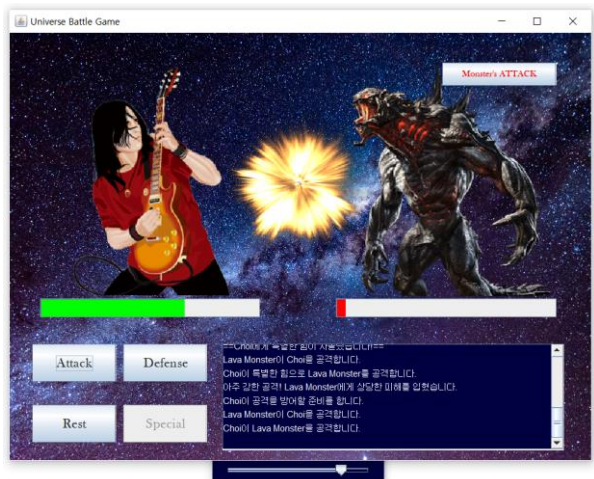 Universe Battle Game
Monster's ATTACK
Attack
Defense
Rest
Special
Lava Monster이 Choi을 공격합니다.
Choi이 특별한 힘으로 Lava Monster를 공격합니다.
아주 강한 공격! Lava Monster에게 상당한 피해를 입혔습니다.
Choi이 공격을 방어할 준비를 합니다.
Lava Monster이 Choi을 공격합니다.
Choi이 Lava Monster을 공격합니다.